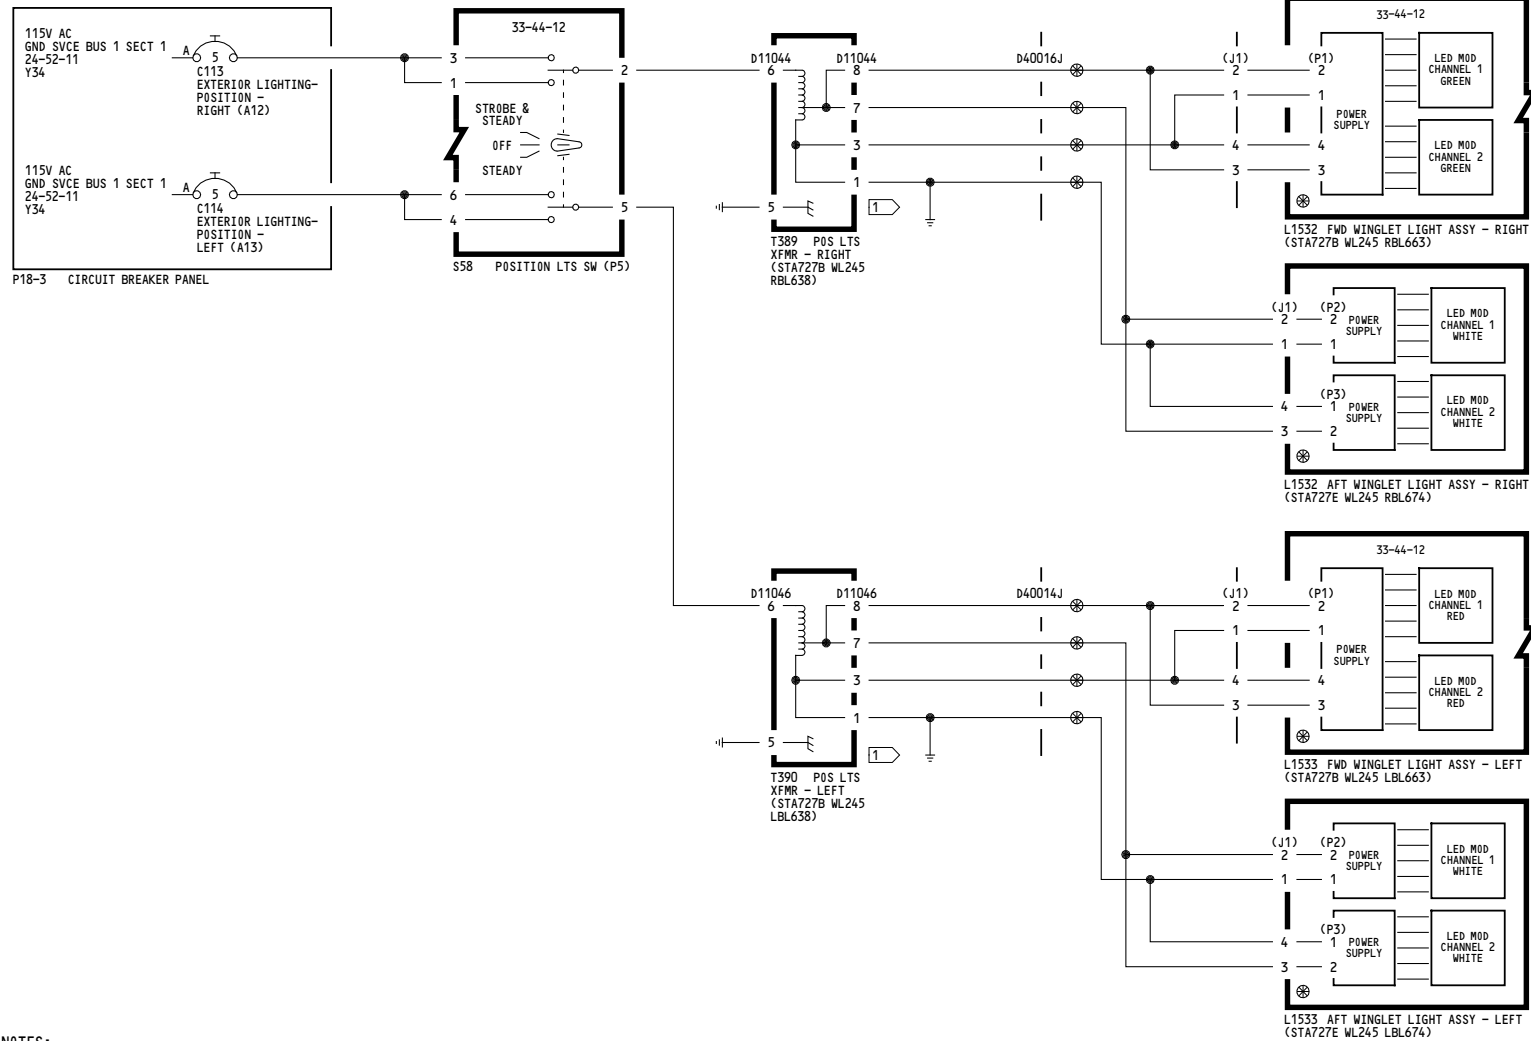 115V AC
GND SVCE BUS 1 SECT 1
24-52-11
Y34
A
5
C113
EXTERIOR LIGHTING-
POSITION -
RIGHT (A12)
115V AC
GND SVCE BUS 1 SECT 1
24-52-11
Y34
A
5
C114
EXTERIOR LIGHTING-
POSITION -
LEFT (A13)
P18-3 CIRCUIT BREAKER PANEL
33-44-12
3
1
2
STROBE &
STEADY
OFF
STEADY
6
4
5
S58 POSITION LTS SW (P5)
D11044
D11044
6
8
7
3
1
5
1
T389 POS LTS
XFMR - RIGHT
(STA727B WL245
RBL638)
D40016J
(J1)
2
1
4
3
33-44-12
(P1)
2
1
4
3
POWER
SUPPLY
LED MOD
CHANNEL 1
GREEN
LED MOD
CHANNEL 2
GREEN
L1532 FWD WINGLET LIGHT ASSY - RIGHT
(STA727B WL245 RBL663)
(J1)
2
1
4
3
(P2)
2
1
POWER
SUPPLY
LED MOD
CHANNEL 1
WHITE
(P3)
1
2
POWER
SUPPLY
LED MOD
CHANNEL 2
WHITE
L1532 AFT WINGLET LIGHT ASSY - RIGHT
(STA727E WL245 RBL674)
D11046
D11046
6
8
7
3
1
5
1
T390 POS LTS
XFMR - LEFT
(STA727B WL245
LBL638)
D40014J
(J1)
2
1
4
3
33-44-12
(P1)
2
1
4
3
POWER
SUPPLY
LED MOD
CHANNEL 1
RED
LED MOD
CHANNEL 2
RED
L1533 FWD WINGLET LIGHT ASSY - LEFT
(STA727B WL245 LBL663)
(J1)
2
1
4
3
(P2)
2
1
POWER
SUPPLY
LED MOD
CHANNEL 1
WHITE
(P3)
1
2
POWER
SUPPLY
LED MOD
CHANNEL 2
WHITE
L1533 AFT WINGLET LIGHT ASSY - LEFT
(STA727E WL245 LBL674)
NOTES: